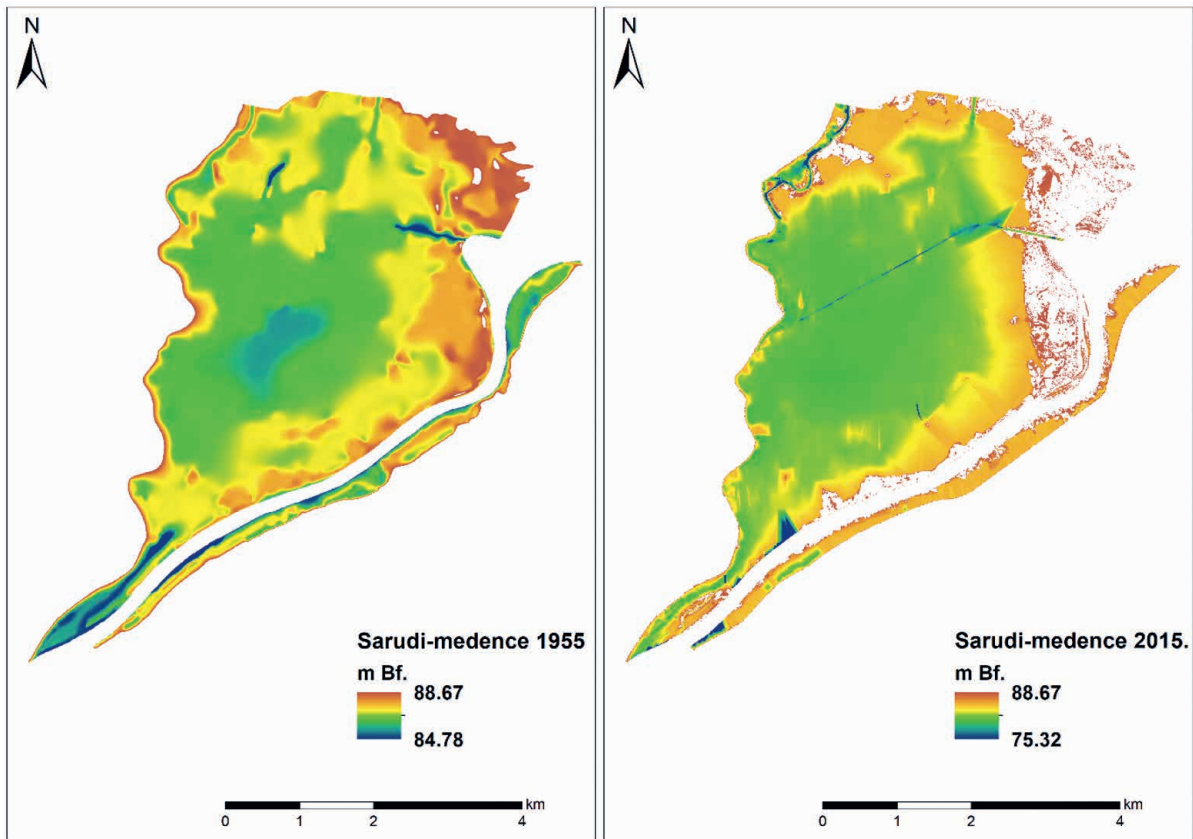 N
Sarudi-medence 1955
m Bf.
88.67
84.78
km
0 1 2 4
N
Sarudi-medence 2015.
m Bf.
88.67
75.32
km
0 1 2 4